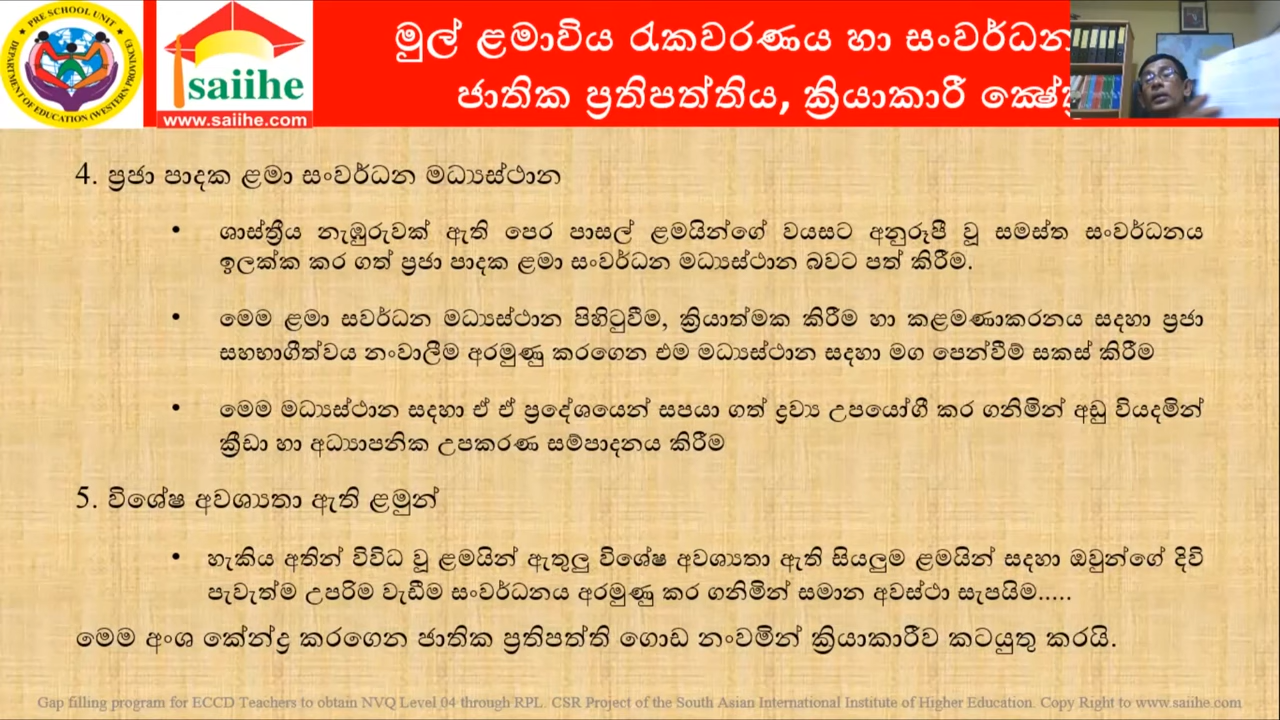 PRE SCHOOL UNIT
DEPARTMENT OF EDUCATION (WESTERN PROVINCE)
saiihe
www.saiihe.com
මුල් ළමාවිය රැකවරණය හා සංවර්ධන
ජාතික ප්‍රතිපත්තිය, ක්‍රියාකාරී
4. ප්‍රජා පාදක ළමා සංවර්ධන මධ්‍යස්ථාන
• ශාස්ත්‍රීය නැඹුරුවක් ඇති පෙර පාසල් ළමයින්ගේ වයසට අනුරූපී වූ සමස්ත සංවර්ධනය
ඉලක්ක කර ගත් ප්‍රජා පාදක ළමා සංවර්ධන මධ්‍යස්ථාන බවට පත් කිරීම.
• මෙම ළමා සවර්ධන මධ්‍යස්ථාන පිහිටුවීම, ක්‍රියාත්මක කිරීම හා කළමණාකරනය සදහා ප්‍රජා
සහභාගීත්වය නංවාලීම අරමුණු කරගෙන එම මධ්‍යස්ථාන සදහා මග පෙන්වීම් සකස් කිරීම
• මෙම මධ්‍යස්ථාන සදහා ඒ ඒ ප්‍රදේශයෙන් සපයා ගත් ද්‍රව්‍ය උපයෝගී කර ගනිමින් අඩු වියදමින්
ක්‍රීඩා හා අධ්‍යාපනික උපකරණ සම්පාදනය කිරීම
5. විශේෂ අවශ්‍යතා ඇති ළමුන්
• හැකිය අතින් විවිධ වූ ළමයින් ඇතුලු විශේෂ අවශ්‍යතා ඇති සියලුම ළමයින් සදහා ඔවුන්ගේ දිවි
පැවැත්ම උපරිම වැඩීම සංවර්ධනය අරමුණු කර ගනිමින් සමාන අවස්ථා සැපයිම.....
මෙම අංශ කේන්ද්‍ර කරගෙන ජාතික ප්‍රතිපත්ති ගොඩ නංවමින් ක්‍රියාකාරීව කටයුතු කරයි.
Gap filling program for ECCD Teachers to obtain NVQ Level 04 through RPL. CSR Project of the South Asian International Institute of Higher Education. Copy Right to www.saiihe.com